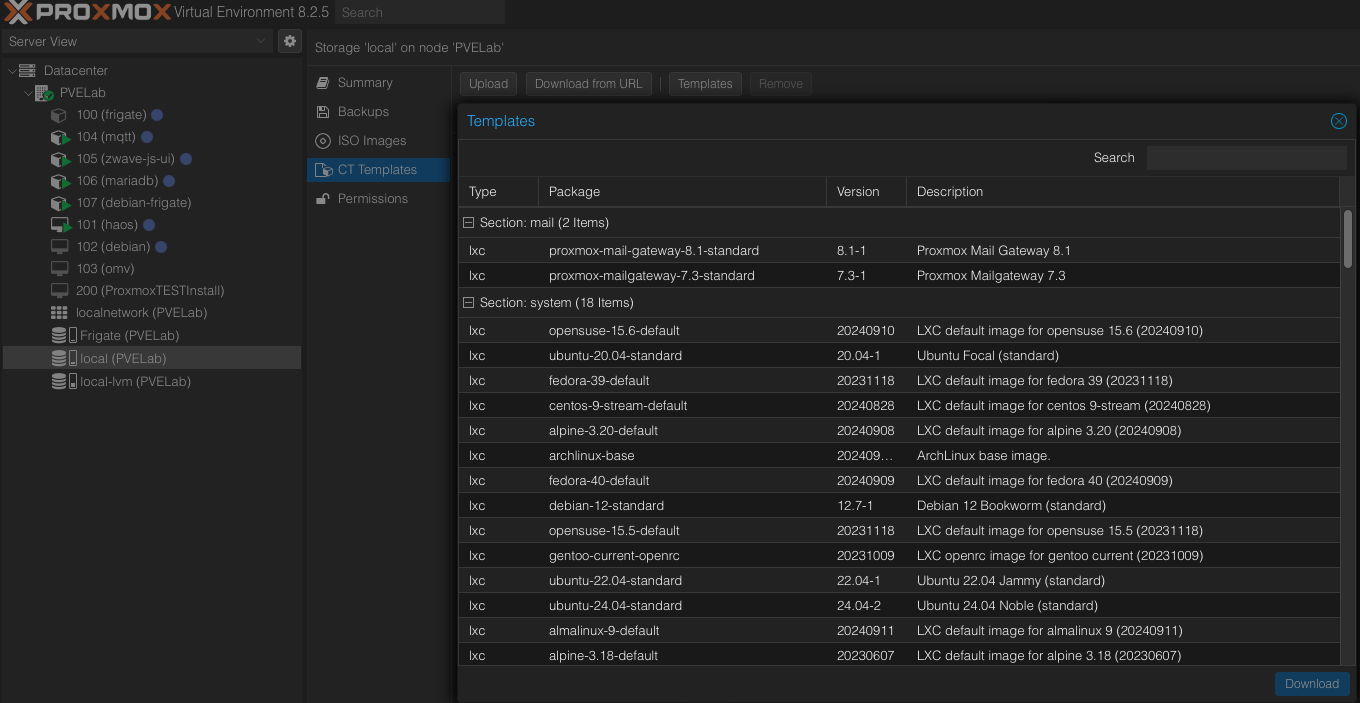 PROXMOX Virtual Environment 8.2.5 Search
Server View
Datacenter
PVELab
100 (frigate)
104 (mqtt)
105 (zwave-js-ui)
106 (mariadb)
107 (debian-frigate)
101 (haos)
102 (debian)
103 (omv)
200 (ProxmoxTESTInstall)
localnetwork (PVELab)
Frigate (PVELab)
local (PVELab)
local-lvm (PVELab)
Storage 'local' on node 'PVELab'
Summary
Backups
ISO Images
CT Templates
Permissions
Upload Download from URL Templates Remove
Templates
Search
Type Package Version Description
Section: mail (2 Items)
lxc proxmox-mail-gateway-8.1-standard 8.1-1 Proxmox Mail Gateway 8.1
lxc proxmox-mailgateway-7.3-standard 7.3-1 Proxmox Mailgateway 7.3
Section: system (18 Items)
lxc opensuse-15.6-default 20240910 LXC default image for opensuse 15.6 (20240910)
lxc ubuntu-20.04-standard 20.04-1 Ubuntu Focal (standard)
lxc fedora-39-default 20231118 LXC default image for fedora 39 (20231118)
lxc centos-9-stream-default 20240828 LXC default image for centos 9-stream (20240828)
lxc alpine-3.20-default 20240908 LXC default image for alpine 3.20 (20240908)
lxc archlinux-base 202409… ArchLinux base image.
lxc fedora-40-default 20240909 LXC default image for fedora 40 (20240909)
lxc debian-12-standard 12.7-1 Debian 12 Bookworm (standard)
lxc opensuse-15.5-default 20231118 LXC default image for opensuse 15.5 (20231118)
lxc gentoo-current-openrc 20231009 LXC openrc image for gentoo current (20231009)
lxc ubuntu-22.04-standard 22.04-1 Ubuntu 22.04 Jammy (standard)
lxc ubuntu-24.04-standard 24.04-2 Ubuntu 24.04 Noble (standard)
lxc almalinux-9-default 20240911 LXC default image for almalinux 9 (20240911)
lxc alpine-3.18-default 20230607 LXC default image for alpine 3.18 (20230607)
Download